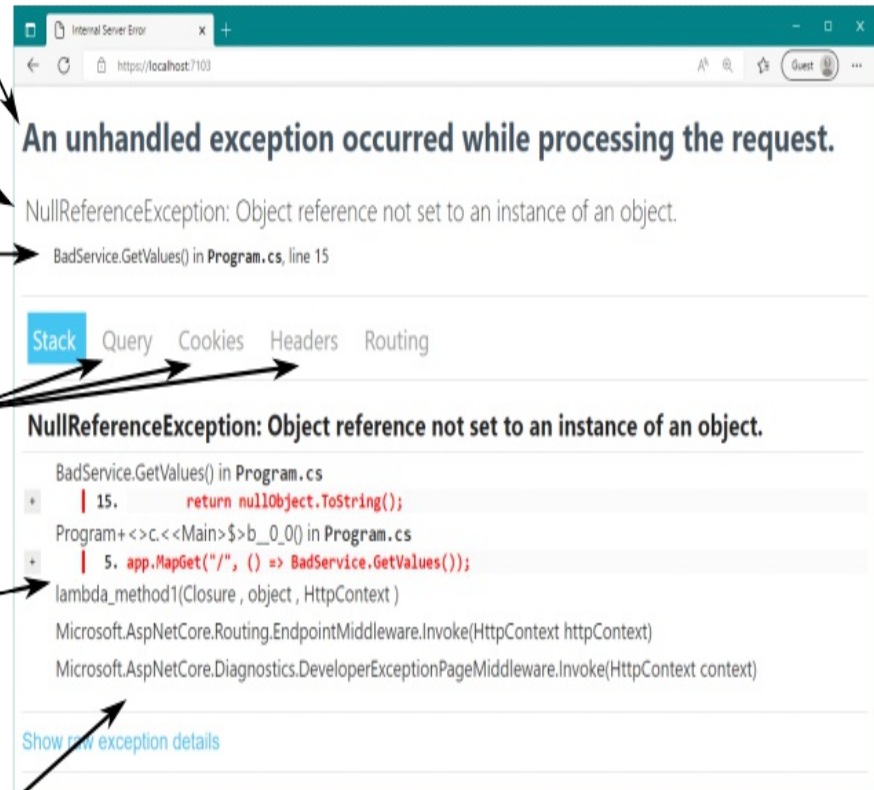 Internal Server Error
https://localhost:7103
Guest
An unhandled exception occurred while processing the request.
NullReferenceException: Object reference not set to an instance of an object.
BadService.GetValues() in Program.cs, line 15
Stack Query Cookies Headers Routing
NullReferenceException: Object reference not set to an instance of an object.
BadService.GetValues() in Program.cs
+ 15. return nullObject.ToString();
Program+<>c.<<Main>$>b__0_0() in Program.cs
+ 5. app.MapGet("/", () => BadService.GetValues());
lambda_method1(Closure , object , HttpContext )
Microsoft.AspNetCore.Routing.EndpointMiddleware.Invoke(HttpContext httpContext)
Microsoft.AspNetCore.Diagnostics.DeveloperExceptionPageMiddleware.Invoke(HttpContext context)
Show raw exception details